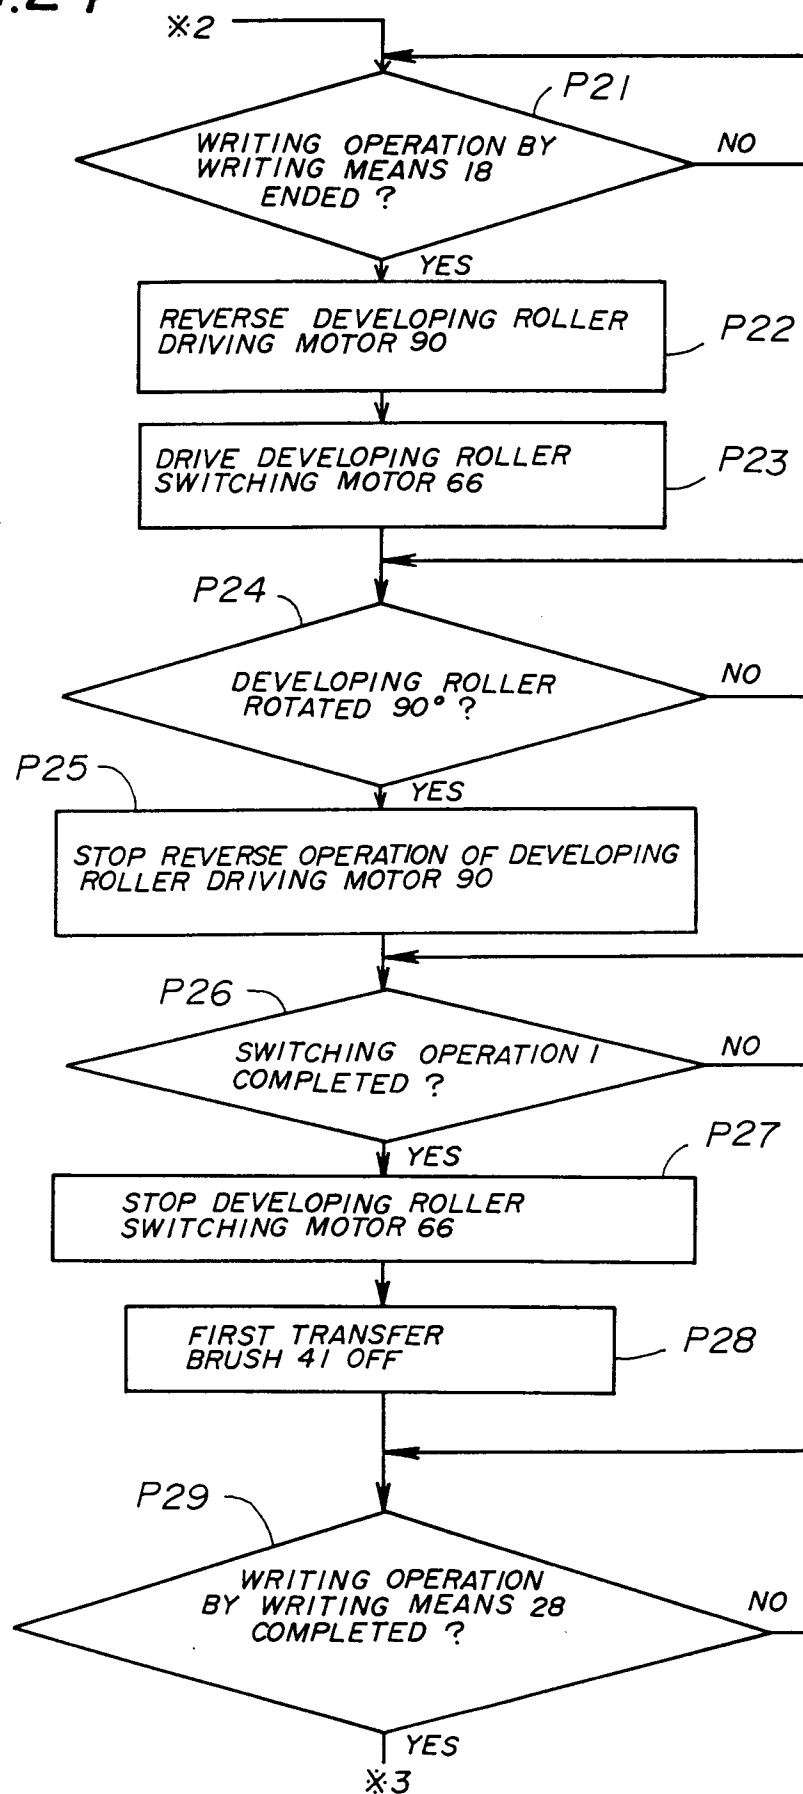 ※2
P21
WRITING OPERATION BY
WRITING MEANS 18
ENDED ?
NO
YES
REVERSE DEVELOPING ROLLER
DRIVING MOTOR 90
P22
DRIVE DEVELOPING ROLLER
SWITCHING MOTOR 66
P23
P24
DEVELOPING ROLLER
ROTATED 90° ?
NO
YES
P25
STOP REVERSE OPERATION OF DEVELOPING
ROLLER DRIVING MOTOR 90
P26
SWITCHING OPERATION 1
COMPLETED ?
NO
YES
P27
STOP DEVELOPING ROLLER
SWITCHING MOTOR 66
FIRST TRANSFER
BRUSH 41 OFF
P28
P29
WRITING OPERATION
BY WRITING MEANS 28
COMPLETED ?
NO
YES
※3